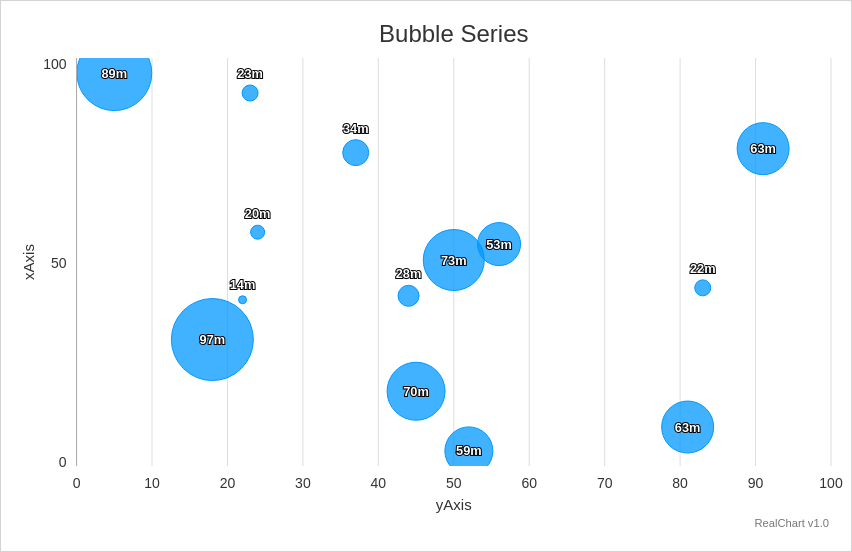 Bubble Series
100
50
0
xAxis
89m
23m
34m
63m
20m
53m
73m
28m
22m
14m
97m
70m
63m
59m
0 10 20 30 40 50 60 70 80 90 100
yAxis
RealChart v1.0